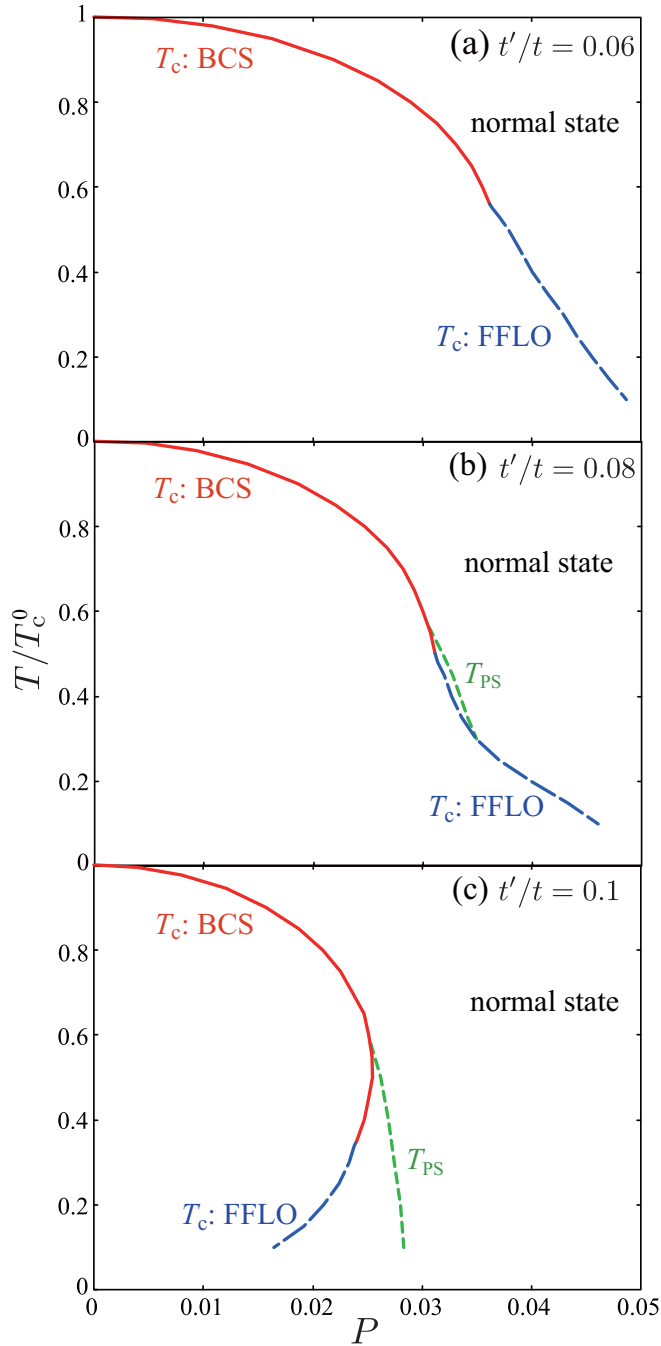 1
(a) t′/t = 0.06
T_c: BCS
0.8
normal state
0.6
0.4
T_c: FFLO
0.2
0
(b) t′/t = 0.08
T_c: BCS
0.8
normal state
0.6
T/T_c^0
T_PS
0.4
0.2
T_c: FFLO
0
(c) t′/t = 0.1
T_c: BCS
0.8
normal state
0.6
0.4
T_PS
0.2
T_c: FFLO
0
0 0.01 0.02 0.03 0.04 0.05
P